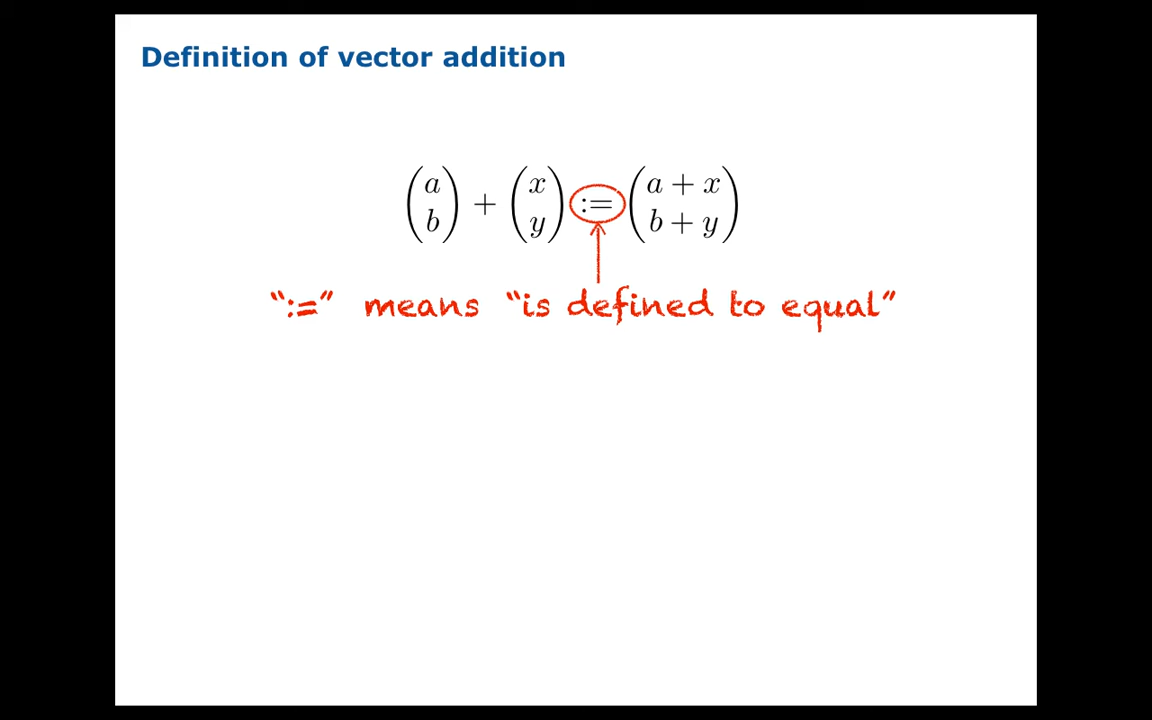 Definition of vector addition
(a b) + (x y) := (a + x b + y)
“:=” means “is defined to equal”